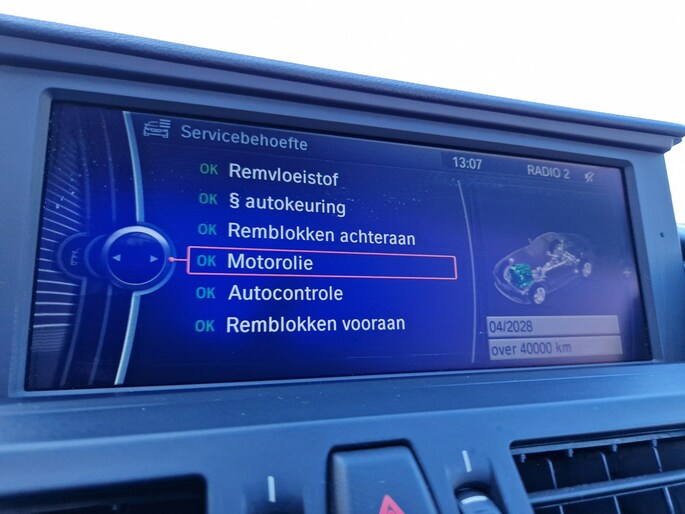 Servicebehoefte
13:07 RADIO 2
OK Remvloeistof
OK § autokeuring
OK Remblokken achteraan
OK Motorolie
OK Autocontrole
OK Remblokken vooraan
04/2028
over 40000 km